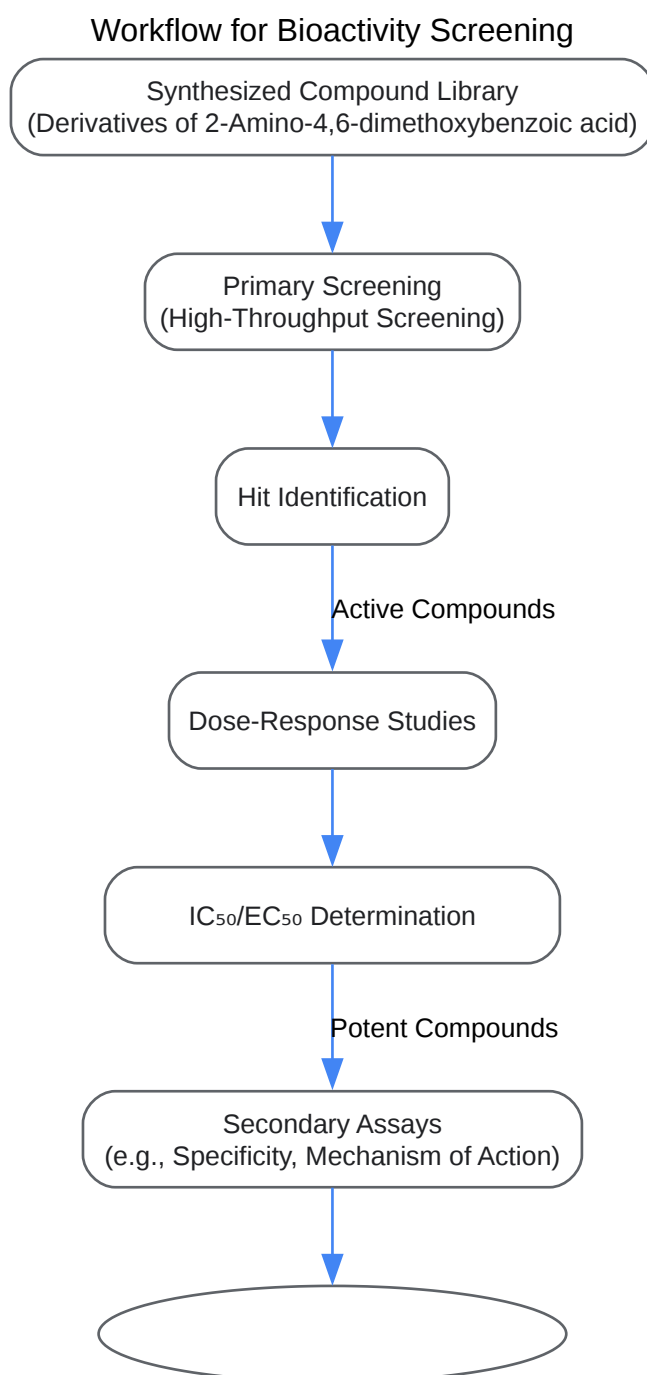 Workflow for Bioactivity Screening
Synthesized Compound Library
(Derivatives of 2-Amino-4,6-dimethoxybenzoic acid)
Primary Screening
(High-Throughput Screening)
Hit Identification
Active Compounds
Dose-Response Studies
IC₅₀/EC₅₀ Determination
Potent Compounds
Secondary Assays
(e.g., Specificity, Mechanism of Action)